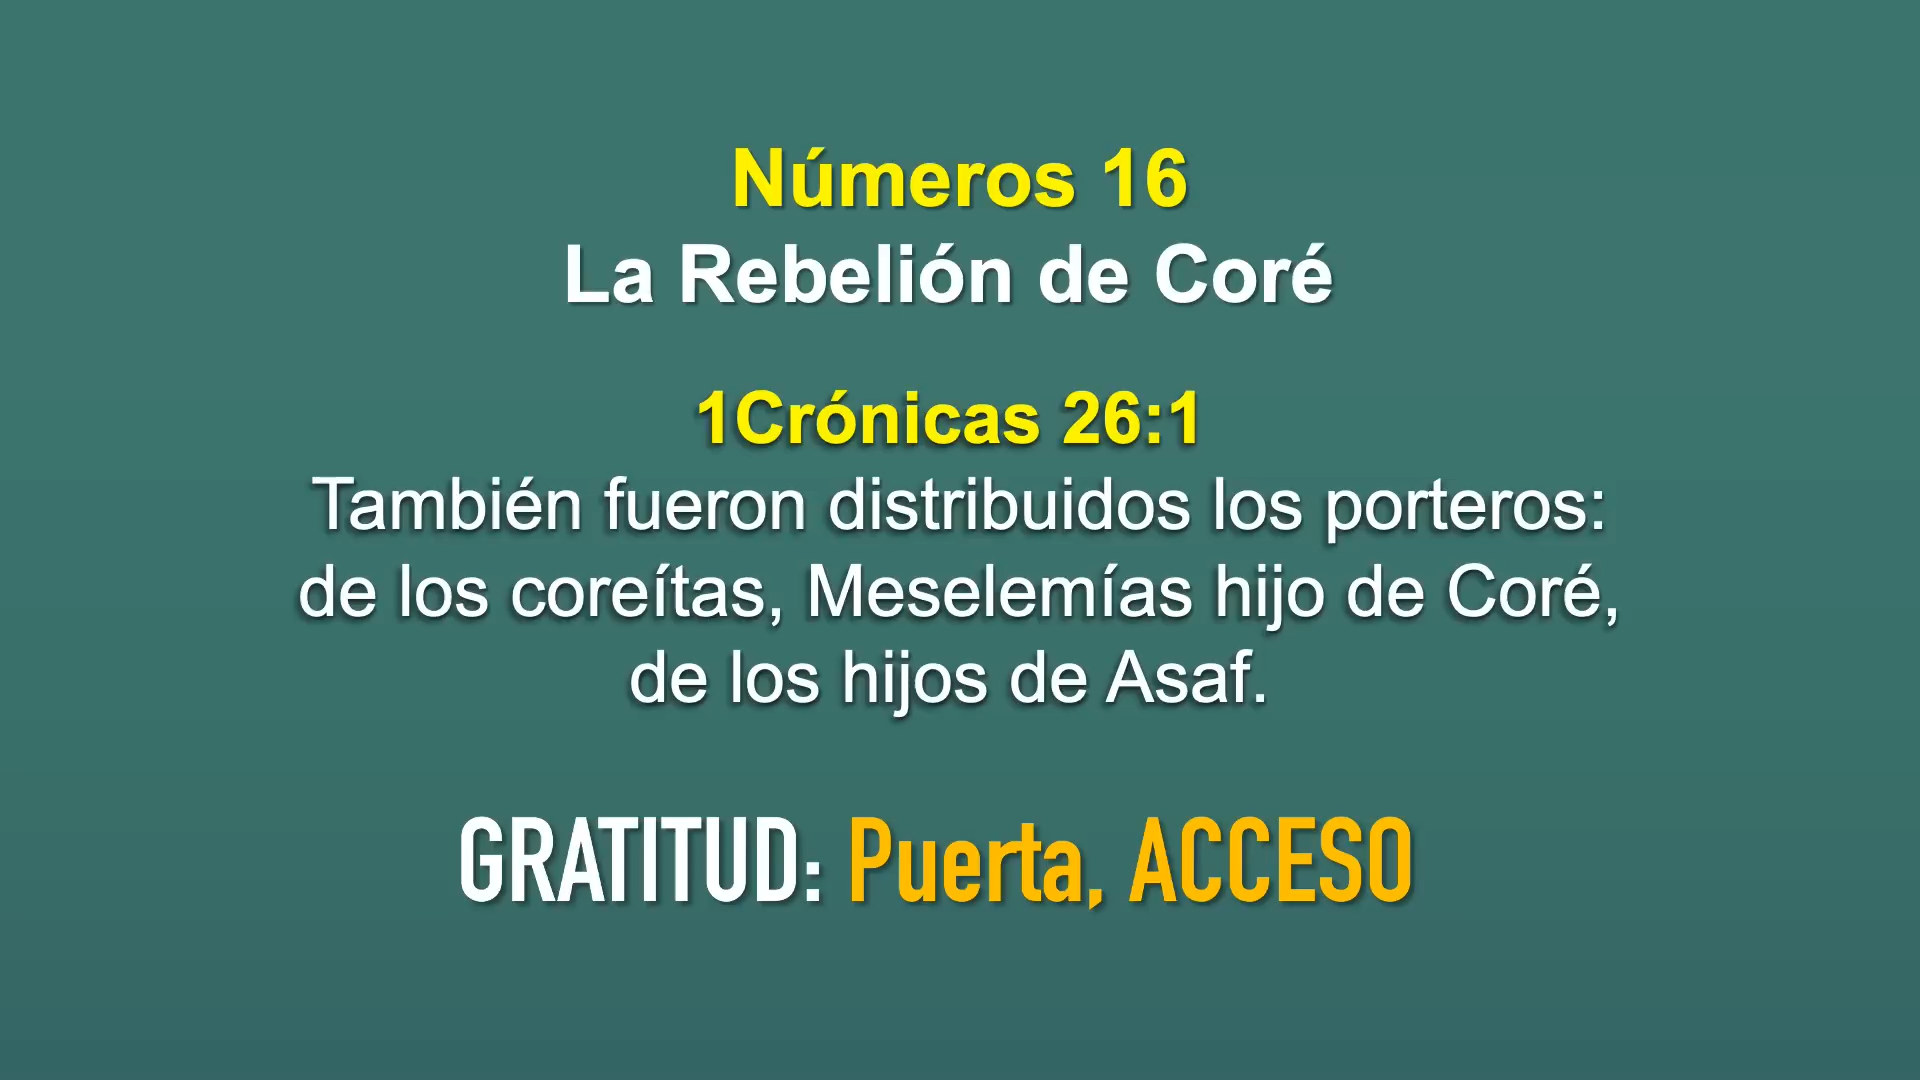 Números 16
La Rebelión de Coré
1Crónicas 26:1
También fueron distribuidos los porteros:
de los coreítas, Meselemías hijo de Coré,
de los hijos de Asaf.
GRATITUD: Puerta, ACCESO